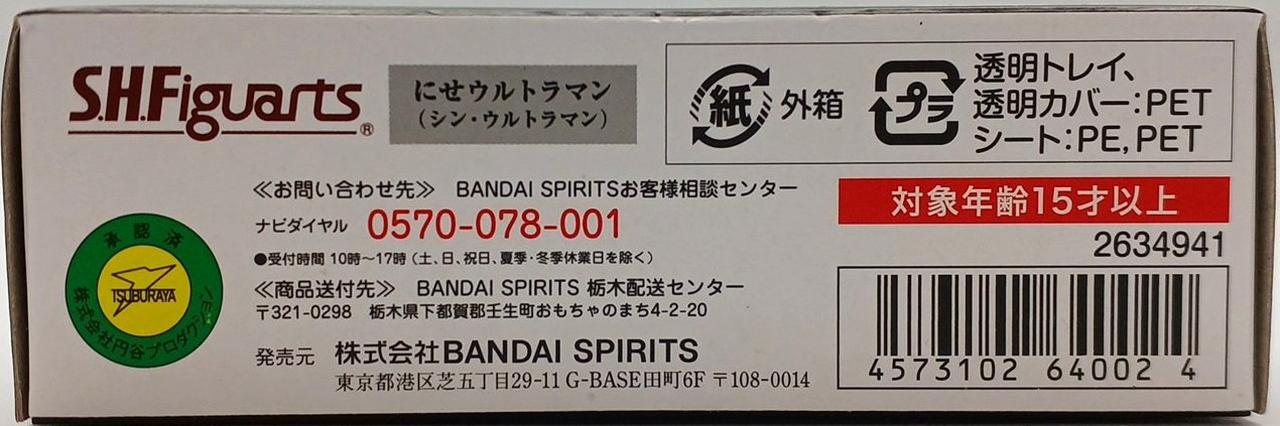 S.H.Figuarts®
にせウルトラマン
(シン・ウルトラマン)
紙 外箱
プラ
透明トレイ、
透明カバー:PET
シート:PE, PET
≪お問い合わせ先≫ BANDAI SPIRITSお客様相談センター
ナビダイヤル 0570-078-001
●受付時間 10時〜17時 (土、日、祝日、夏季・冬季休業日を除く)
≪商品送付先≫ BANDAI SPIRITS 栃木配送センター
〒321-0298 栃木県下都賀郡壬生町おもちゃのまち4-2-20
発売元 株式会社BANDAI SPIRITS
東京都港区芝五丁目29-11 G-BASE田町6F 〒108-0014
承認済
TSUBURAYA
株式会社円谷プロダクション
対象年齢15才以上
2634941
4573102 64002 4